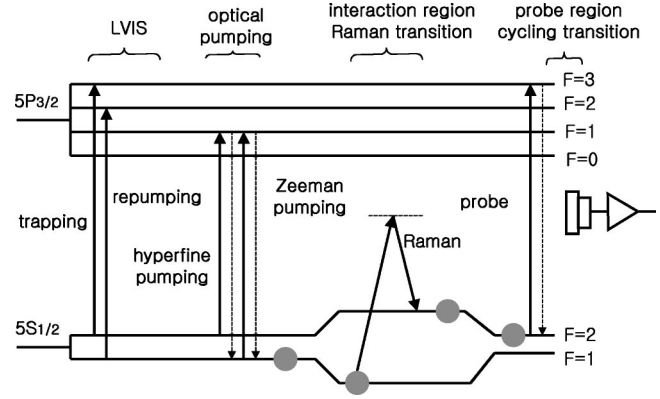 LVIS
optical
pumping
interaction region
Raman transition
probe region
cycling transition
5P3/2
F=3
F=2
F=1
F=0
trapping
repumping
hyperfine
pumping
Zeeman
pumping
Raman
probe
5S1/2
F=2
F=1